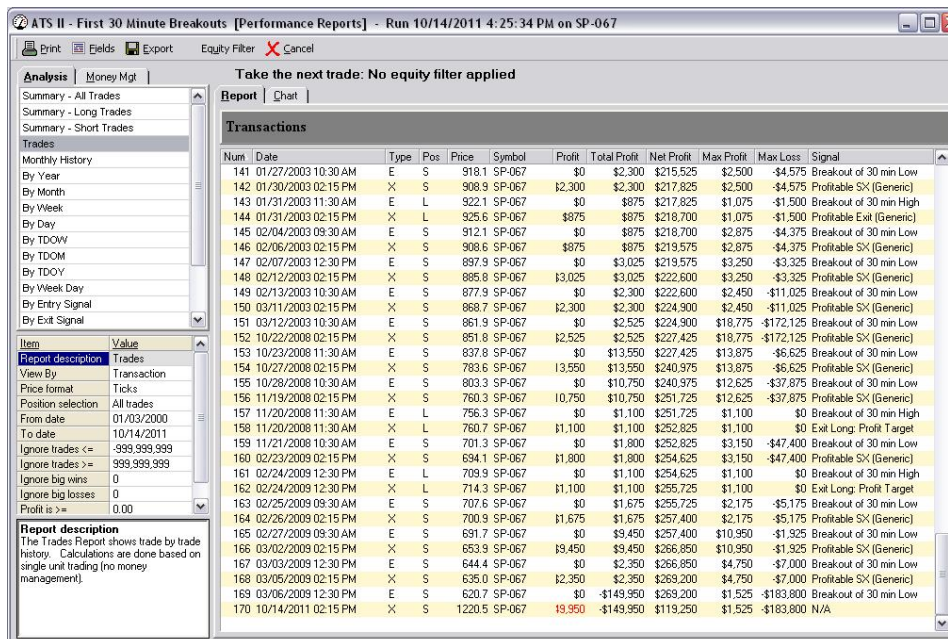 ATS II - First 30 Minute Breakouts [Performance Reports] - Run 10/14/2011 4:25:34 PM on SP-067
Print Fields Export Equity Filter Cancel
Analysis Money Mgt
Take the next trade: No equity filter applied
Report Chart
Summary - All Trades
Summary - Long Trades
Summary - Short Trades
Trades
Monthly History
By Year
By Month
By Week
By Day
By TDOW
By TDOM
By TDOY
By Week Day
By Entry Signal
By Exit Signal
Item Value
Report description Trades
View By Transaction
Price format Ticks
Position selection All trades
From date 01/03/2000
To date 10/14/2011
Ignore trades <= -999,999,999
Ignore trades >= 999,999,999
Ignore big wins 0
Ignore big losses 0
Profit is >= 0.00
Report description
The Trades Report shows trade by trade
history. Calculations are done based on
single unit trading (no money
management).
Transactions
Num Date Type Pos Price Symbol Profit Total Profit Net Profit Max Profit Max Loss Signal
141 01/27/2003 10:30 AM E S 918.1 SP-067 $0 $2,300 $215,525 $2,500 -$4,575 Breakout of 30 min Low
142 01/30/2003 02:15 PM X S 908.9 SP-067 $2,300 $2,300 $217,825 $2,500 -$4,575 Profitable SX (Generic)
143 01/31/2003 11:30 AM E L 922.1 SP-067 $0 $875 $217,825 $1,075 -$1,500 Breakout of 30 min High
144 01/31/2003 02:15 PM X L 925.6 SP-067 $875 $875 $218,700 $1,075 -$1,500 Profitable Exit (Generic)
145 02/04/2003 09:30 AM E S 912.1 SP-067 $0 $875 $218,700 $2,875 -$4,375 Breakout of 30 min Low
146 02/06/2003 02:15 PM X S 908.6 SP-067 $875 $875 $219,575 $2,875 -$4,375 Profitable SX (Generic)
147 02/07/2003 12:30 PM E S 897.9 SP-067 $0 $3,025 $219,575 $3,250 -$3,325 Breakout of 30 min Low
148 02/12/2003 02:15 PM X S 885.8 SP-067 $3,025 $3,025 $222,600 $3,250 -$3,325 Profitable SX (Generic)
149 02/13/2003 10:30 AM E S 877.9 SP-067 $0 $2,300 $222,600 $2,450 -$11,025 Breakout of 30 min Low
150 03/11/2003 02:15 PM X S 868.7 SP-067 $2,300 $2,300 $224,900 $2,450 -$11,025 Profitable SX (Generic)
151 03/12/2003 10:30 AM E S 861.9 SP-067 $0 $2,525 $224,900 $18,775 -$172,125 Breakout of 30 min Low
152 10/22/2008 02:15 PM X S 851.8 SP-067 $2,525 $2,525 $227,425 $18,775 -$172,125 Profitable SX (Generic)
153 10/23/2008 11:30 AM E S 837.8 SP-067 $0 $13,550 $227,425 $13,875 -$6,625 Breakout of 30 min Low
154 10/27/2008 02:15 PM X S 783.6 SP-067 13,550 $13,550 $240,975 $13,875 -$6,625 Profitable SX (Generic)
155 10/28/2008 10:30 AM E S 803.3 SP-067 $0 $10,750 $240,975 $12,625 -$37,875 Breakout of 30 min Low
156 11/19/2008 02:15 PM X S 760.3 SP-067 10,750 $10,750 $251,725 $12,625 -$37,875 Profitable SX (Generic)
157 11/20/2008 11:30 AM E L 756.3 SP-067 $0 $1,100 $251,725 $1,100 $0 Breakout of 30 min High
158 11/20/2008 11:30 AM X L 760.7 SP-067 $1,100 $1,100 $252,825 $1,100 $0 Exit Long: Profit Target
159 11/21/2008 10:30 AM E S 701.3 SP-067 $0 $1,800 $252,825 $3,150 -$47,400 Breakout of 30 min Low
160 02/23/2009 02:15 PM X S 694.1 SP-067 $1,800 $1,800 $254,625 $3,150 -$47,400 Profitable SX (Generic)
161 02/24/2009 12:30 PM E L 709.9 SP-067 $0 $1,100 $254,625 $1,100 $0 Breakout of 30 min High
162 02/24/2009 12:30 PM X L 714.3 SP-067 $1,100 $1,100 $255,725 $1,100 $0 Exit Long: Profit Target
163 02/25/2009 09:30 AM E S 707.6 SP-067 $0 $1,675 $255,725 $2,175 -$5,175 Breakout of 30 min Low
164 02/26/2009 02:15 PM X S 700.9 SP-067 $1,675 $1,675 $257,400 $2,175 -$5,175 Profitable SX (Generic)
165 02/27/2009 09:30 AM E S 691.7 SP-067 $0 $9,450 $257,400 $10,950 -$1,925 Breakout of 30 min Low
166 03/02/2009 02:15 PM X S 653.9 SP-067 $9,450 $9,450 $266,850 $10,950 -$1,925 Profitable SX (Generic)
167 03/03/2009 12:30 PM E S 644.4 SP-067 $0 $2,350 $266,850 $4,750 -$7,000 Breakout of 30 min Low
168 03/05/2009 02:15 PM X S 635.0 SP-067 $2,350 $2,350 $269,200 $4,750 -$7,000 Profitable SX (Generic)
169 03/06/2009 12:30 PM E S 620.7 SP-067 $0 -$149,950 $269,200 $1,525 -$183,800 Breakout of 30 min Low
170 10/14/2011 02:15 PM X S 1220.5 SP-067 49,950 -$149,950 $119,250 $1,525 -$183,800 N/A